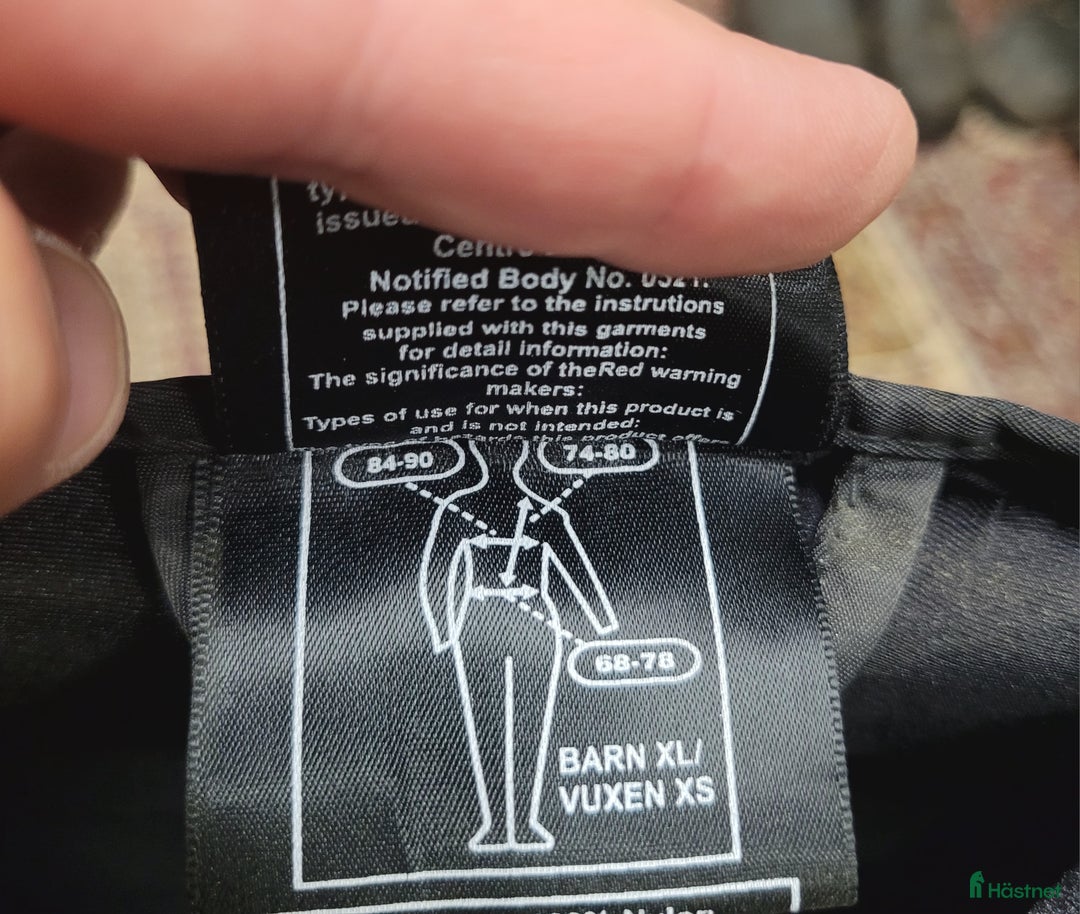 issued
Notified Body No. 0321.
Please refer to the instrutions
supplied with this garments
for detail information:
The significance of theRed warning
makers:
Types of use for when this product is
and is not intended:
84-90
74-80
68-78
BARN XL/
VUXEN XS
Hästnet